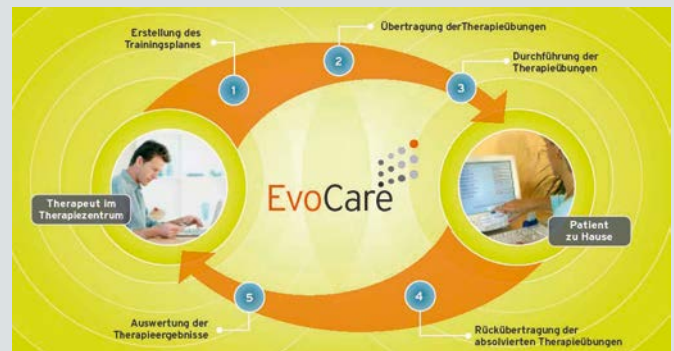 Erstellung des
Trainingsplanes
1
2
Übertragung derTherapieübungen
3
Durchführung der
Therapieübungen
Therapeut im
Therapiezentrum
EvoCare
Patient
zu Hause
5
Auswertung der
Therapieergebnisse
4
Rückübertragung der
absolvierten Therapieübungen